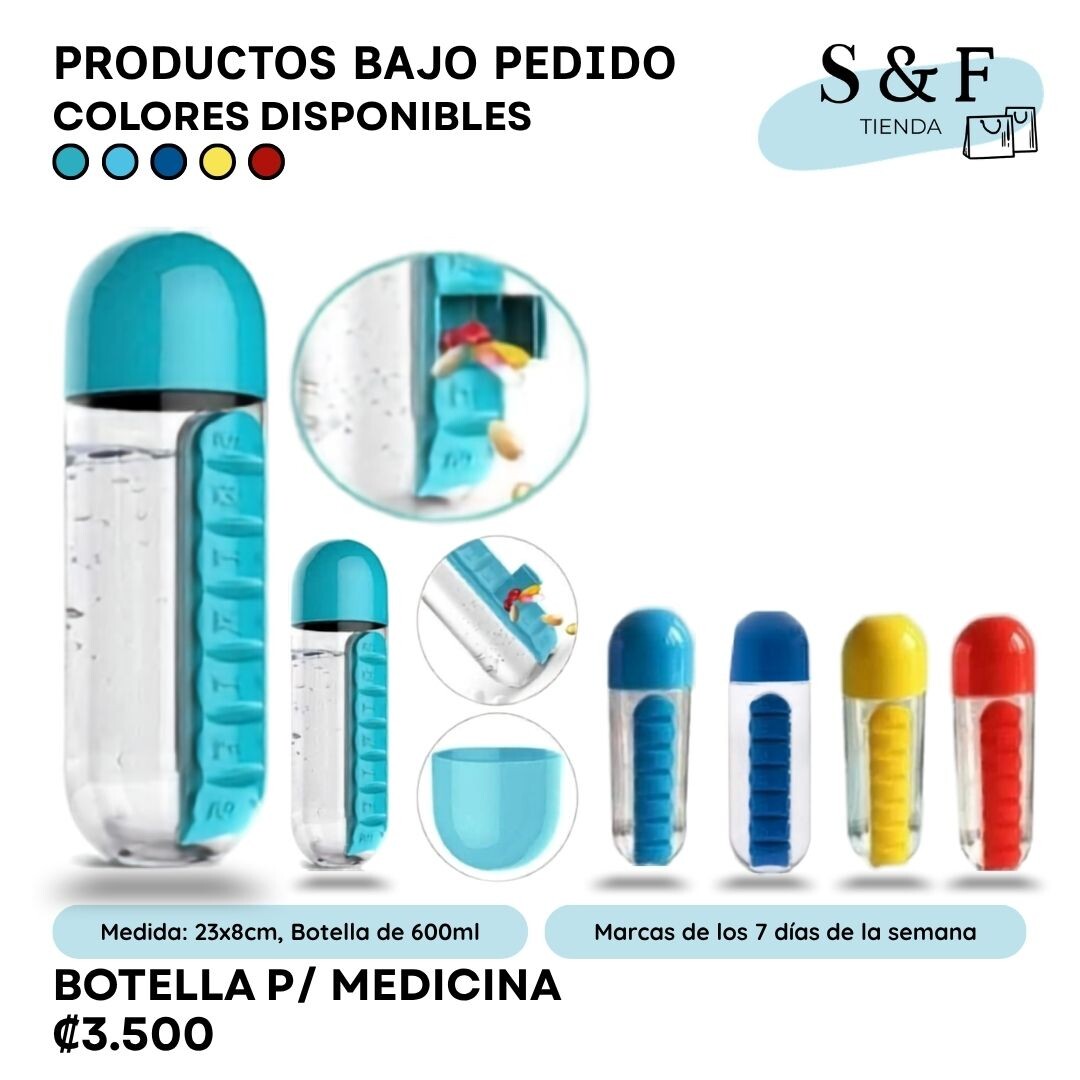 PRODUCTOS BAJO PEDIDO
COLORES DISPONIBLES
S & F
TIENDA
Medida: 23x8cm, Botella de 600ml
Marcas de los 7 días de la semana
BOTELLA P/ MEDICINA
₡3.500